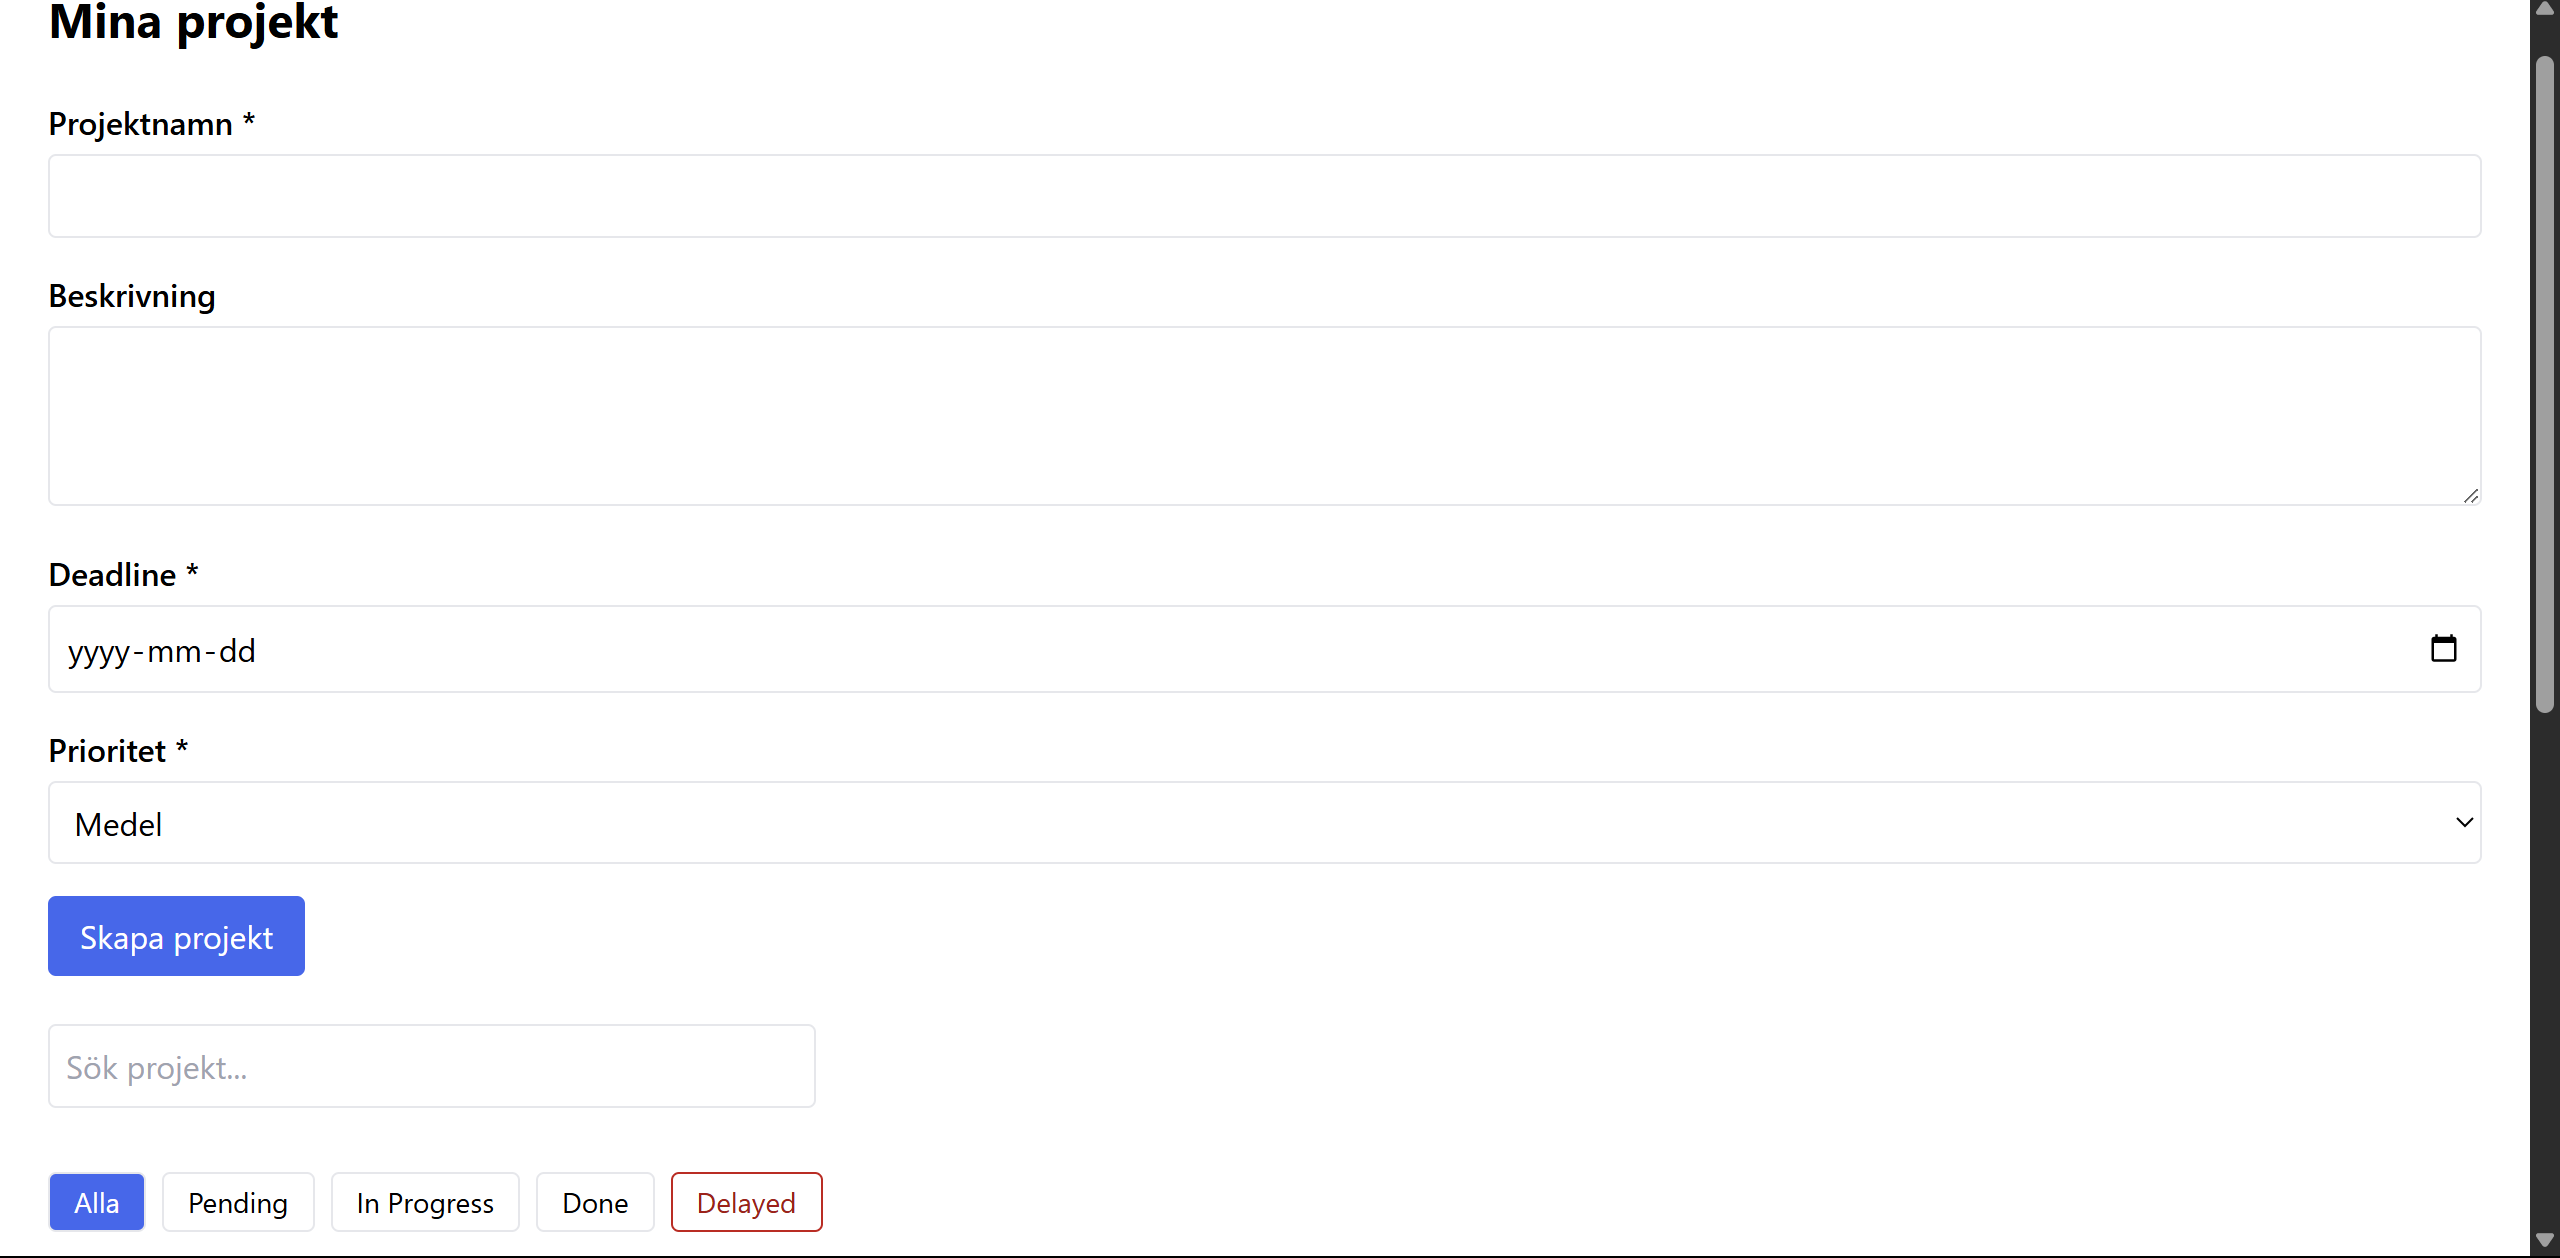 Mina projekt
Projektnamn *
Beskrivning
Deadline *
yyyy-mm-dd
Prioritet *
Medel
Skapa projekt
Sök projekt...
Alla Pending In Progress Done Delayed